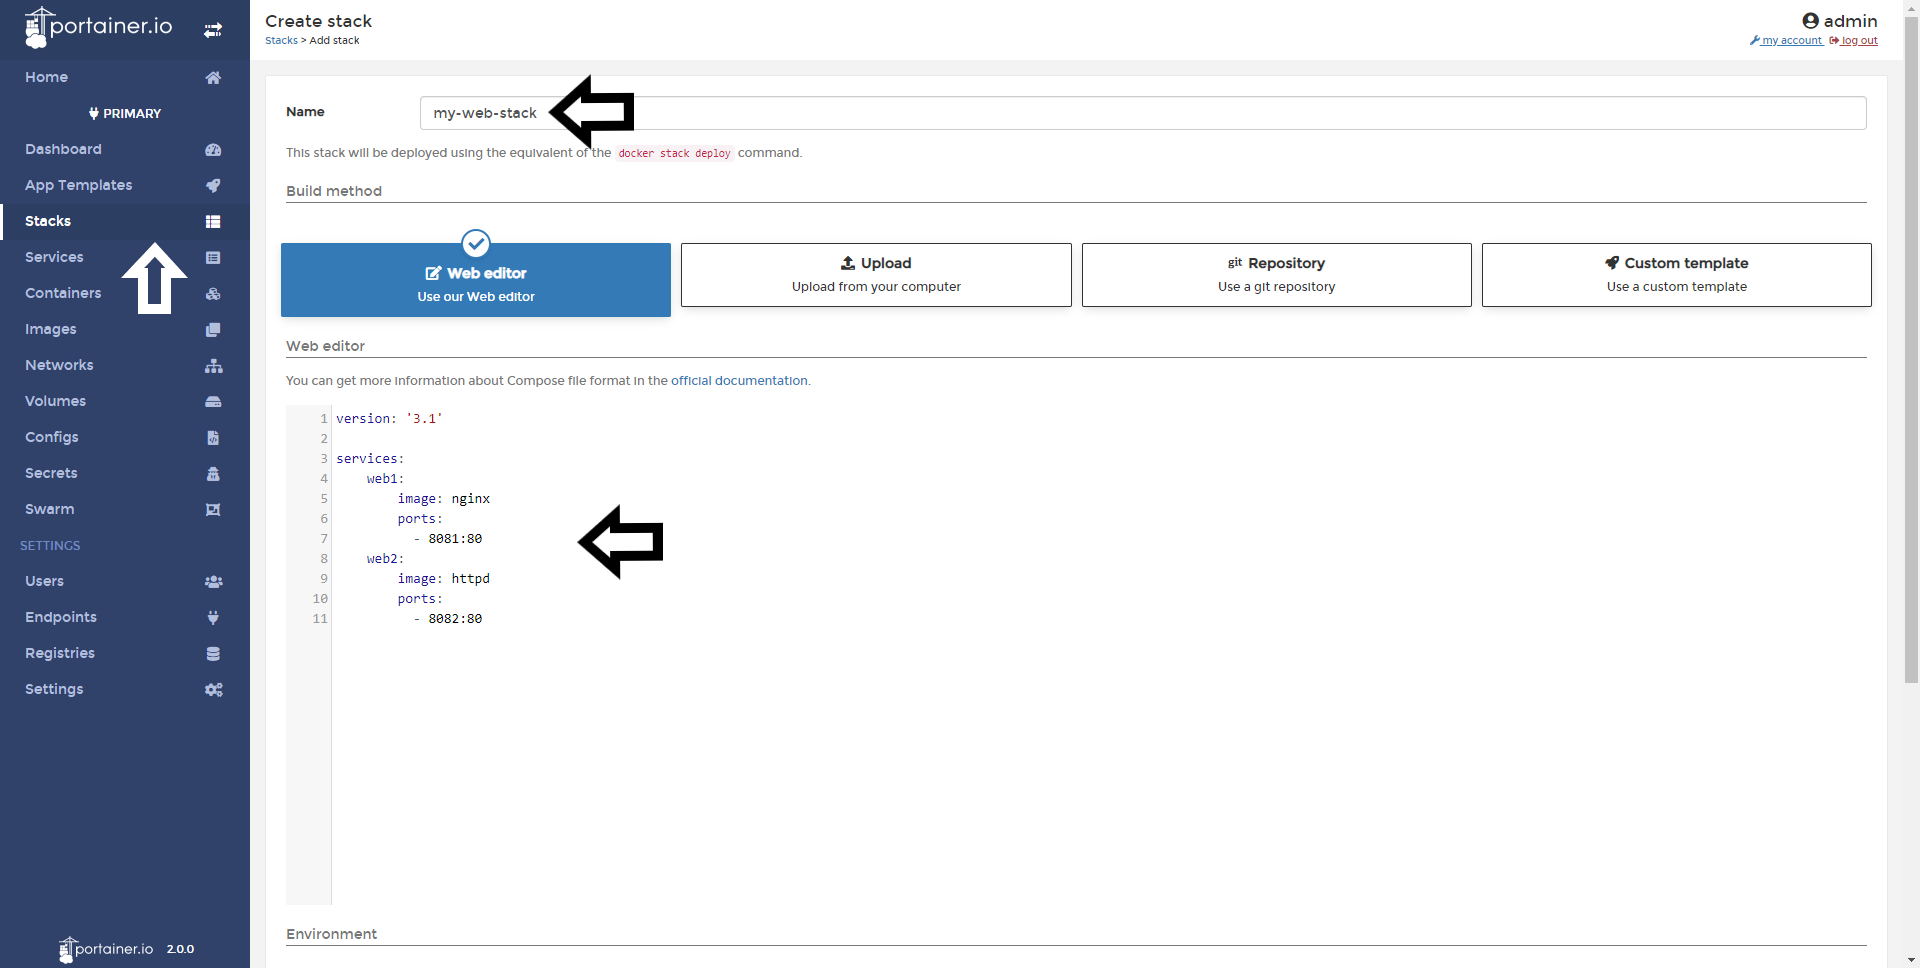 portainer.io
Home
PRIMARY
Dashboard
App Templates
Stacks
Services
Containers
Images
Networks
Volumes
Configs
Secrets
Swarm
SETTINGS
Users
Endpoints
Registries
Settings
portainer.io 2.0.0
Create stack
Stacks > Add stack
admin
my account log out
Name my-web-stack
This stack will be deployed using the equivalent of the docker stack deploy command.
Build method
Web editor
Use our Web editor
Upload
Upload from your computer
git Repository
Use a git repository
Custom template
Use a custom template
Web editor
You can get more information about Compose file format in the official documentation.
1 version: '3.1'
2
3 services:
4 web1:
5 image: nginx
6 ports:
7 - 8081:80
8 web2:
9 image: httpd
10 ports:
11 - 8082:80
Environment